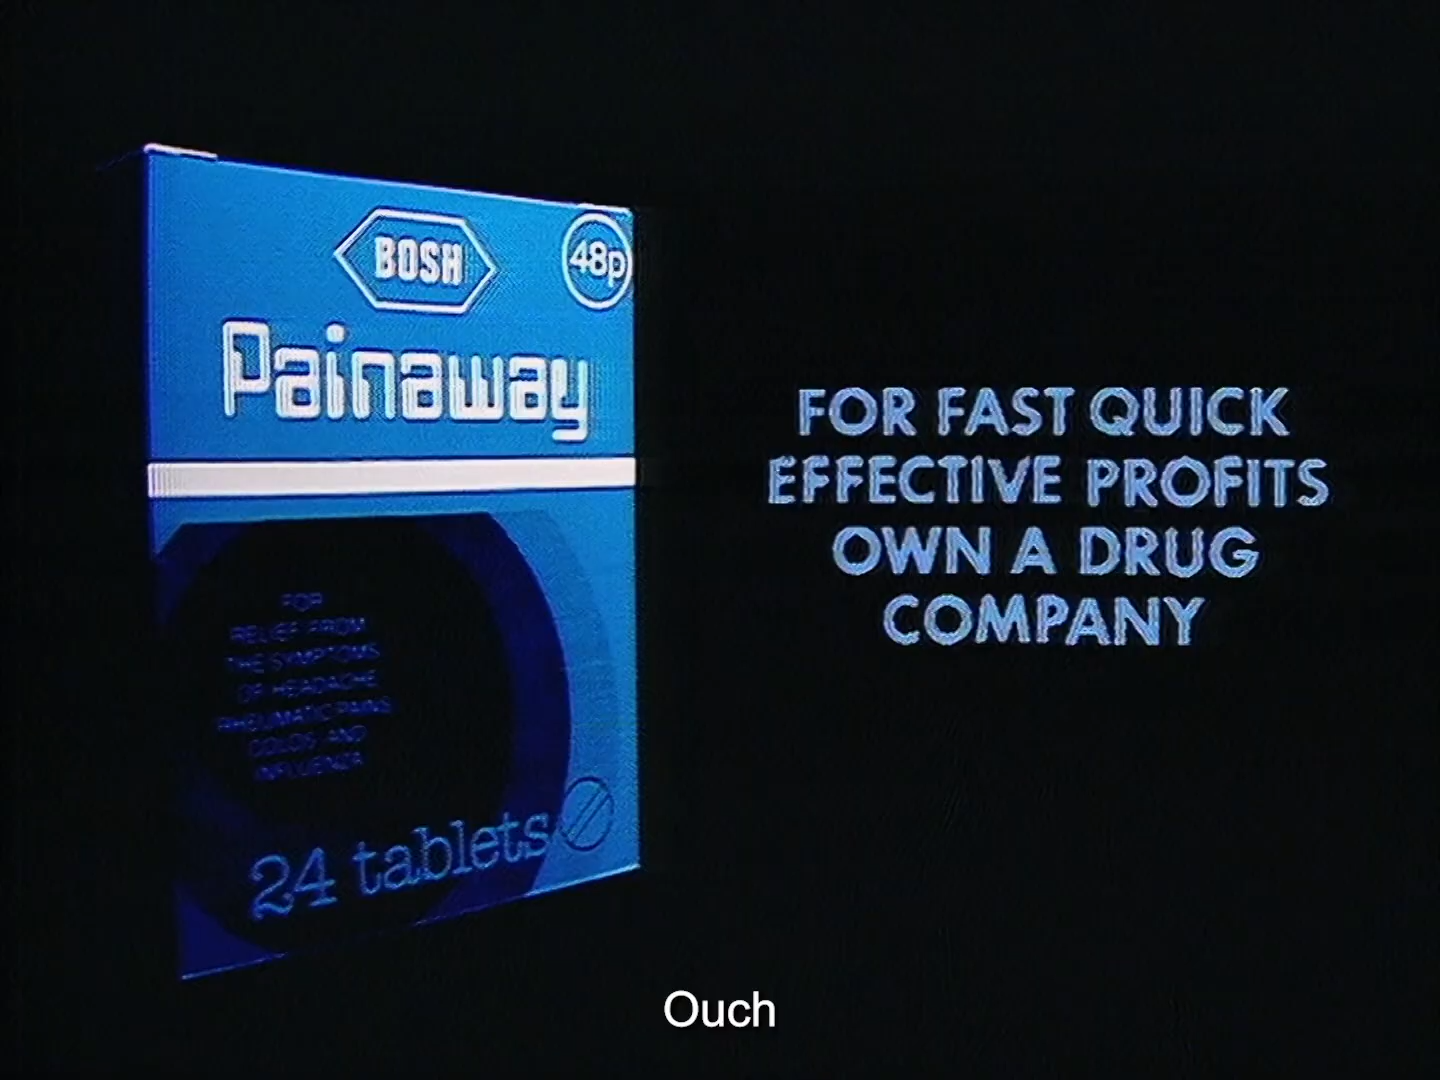 BOSH
48p
Painaway
FOR
RELIEF FROM
THE SYMPTOMS
OF HEADACHE
RHEUMATIC PAINS
COLDS AND
INFLUENZA
24 tablets
FOR FAST QUICK
EFFECTIVE PROFITS
OWN A DRUG
COMPANY
Ouch